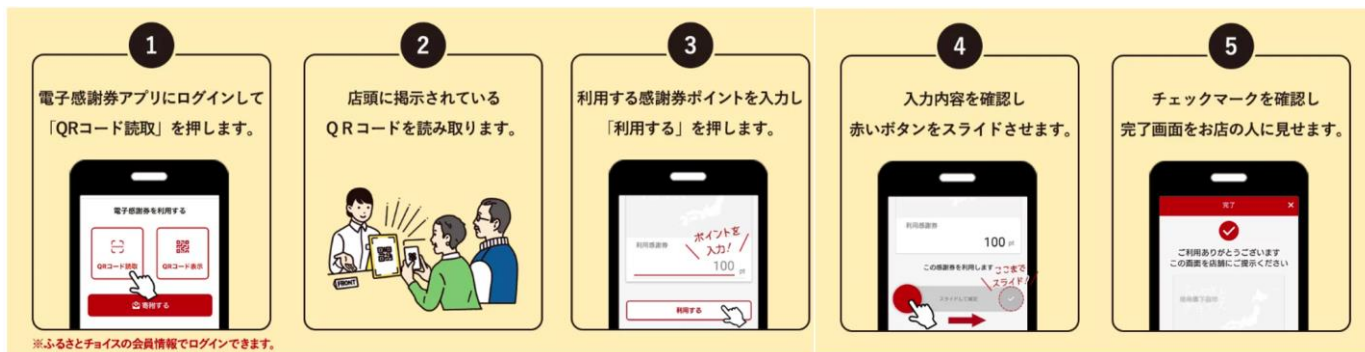 1
電子感謝券アプリにログインして
「QRコード読取」を押します。
電子感謝券を利用する
QRコード読取
QRコード表示
寄附する
※ふるさとチョイスの会員情報でログインできます。
2
店頭に掲示されている
QRコードを読み取ります。
FRONT
3
利用する感謝券ポイントを入力し
「利用する」を押します。
利用感謝券
ポイントを
入力!
100 pt
利用する
4
入力内容を確認し
赤いボタンをスライドさせます。
利用感謝券
100 pt
この感謝券を利用します
ここまで
スライド!
スライドして確認
5
チェックマークを確認し
完了画面をお店の人に見せます。
完了 ×
ご利用ありがとうございます
この画面を店舗にご提示ください